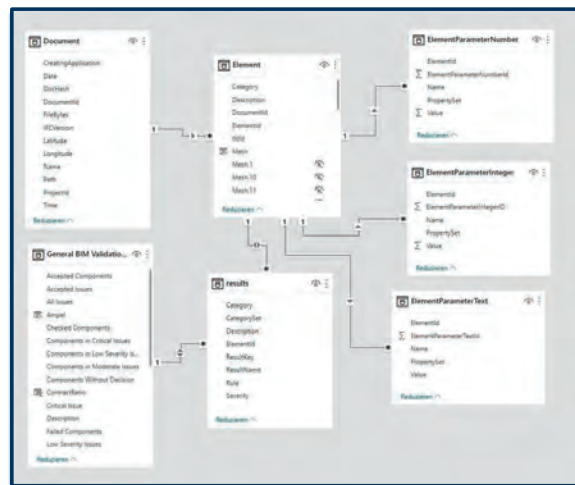 Document
CreatingApplication
Date
DocHash
DocumentId
FileBytes
IFCVersion
Latitude
Longitude
Name
Path
ProjectId
Time
Reduzieren
Element
Category
Description
DocumentId
ElementId
Mesh
Mesh.1
Mesh.10
Mesh.11
Reduzieren
ElementParameterNumber
ElementId
ElementParameterNumberId
Name
PropertySet
Value
Reduzieren
ElementParameterInteger
ElementId
ElementParameterIntegerID
Name
PropertySet
Value
Reduzieren
General BIM Validatio...
Accepted Components
Accepted Issues
All Issues
Ampel
Checked Components
Components in Critical Issues
Components in Low Severity Is...
Components in Moderate Issues
Components Without Decision
Critical Issue
Description
Failed Components
Low Severity Issues
Reduzieren
results
Category
CategorySet
Description
ElementId
ResultKey
ResultName
Rule
Severity
Reduzieren
ElementParameterText
ElementId
ElementParameterTextId
Name
PropertySet
Value
Reduzieren
1
1
1
1
1
1
1